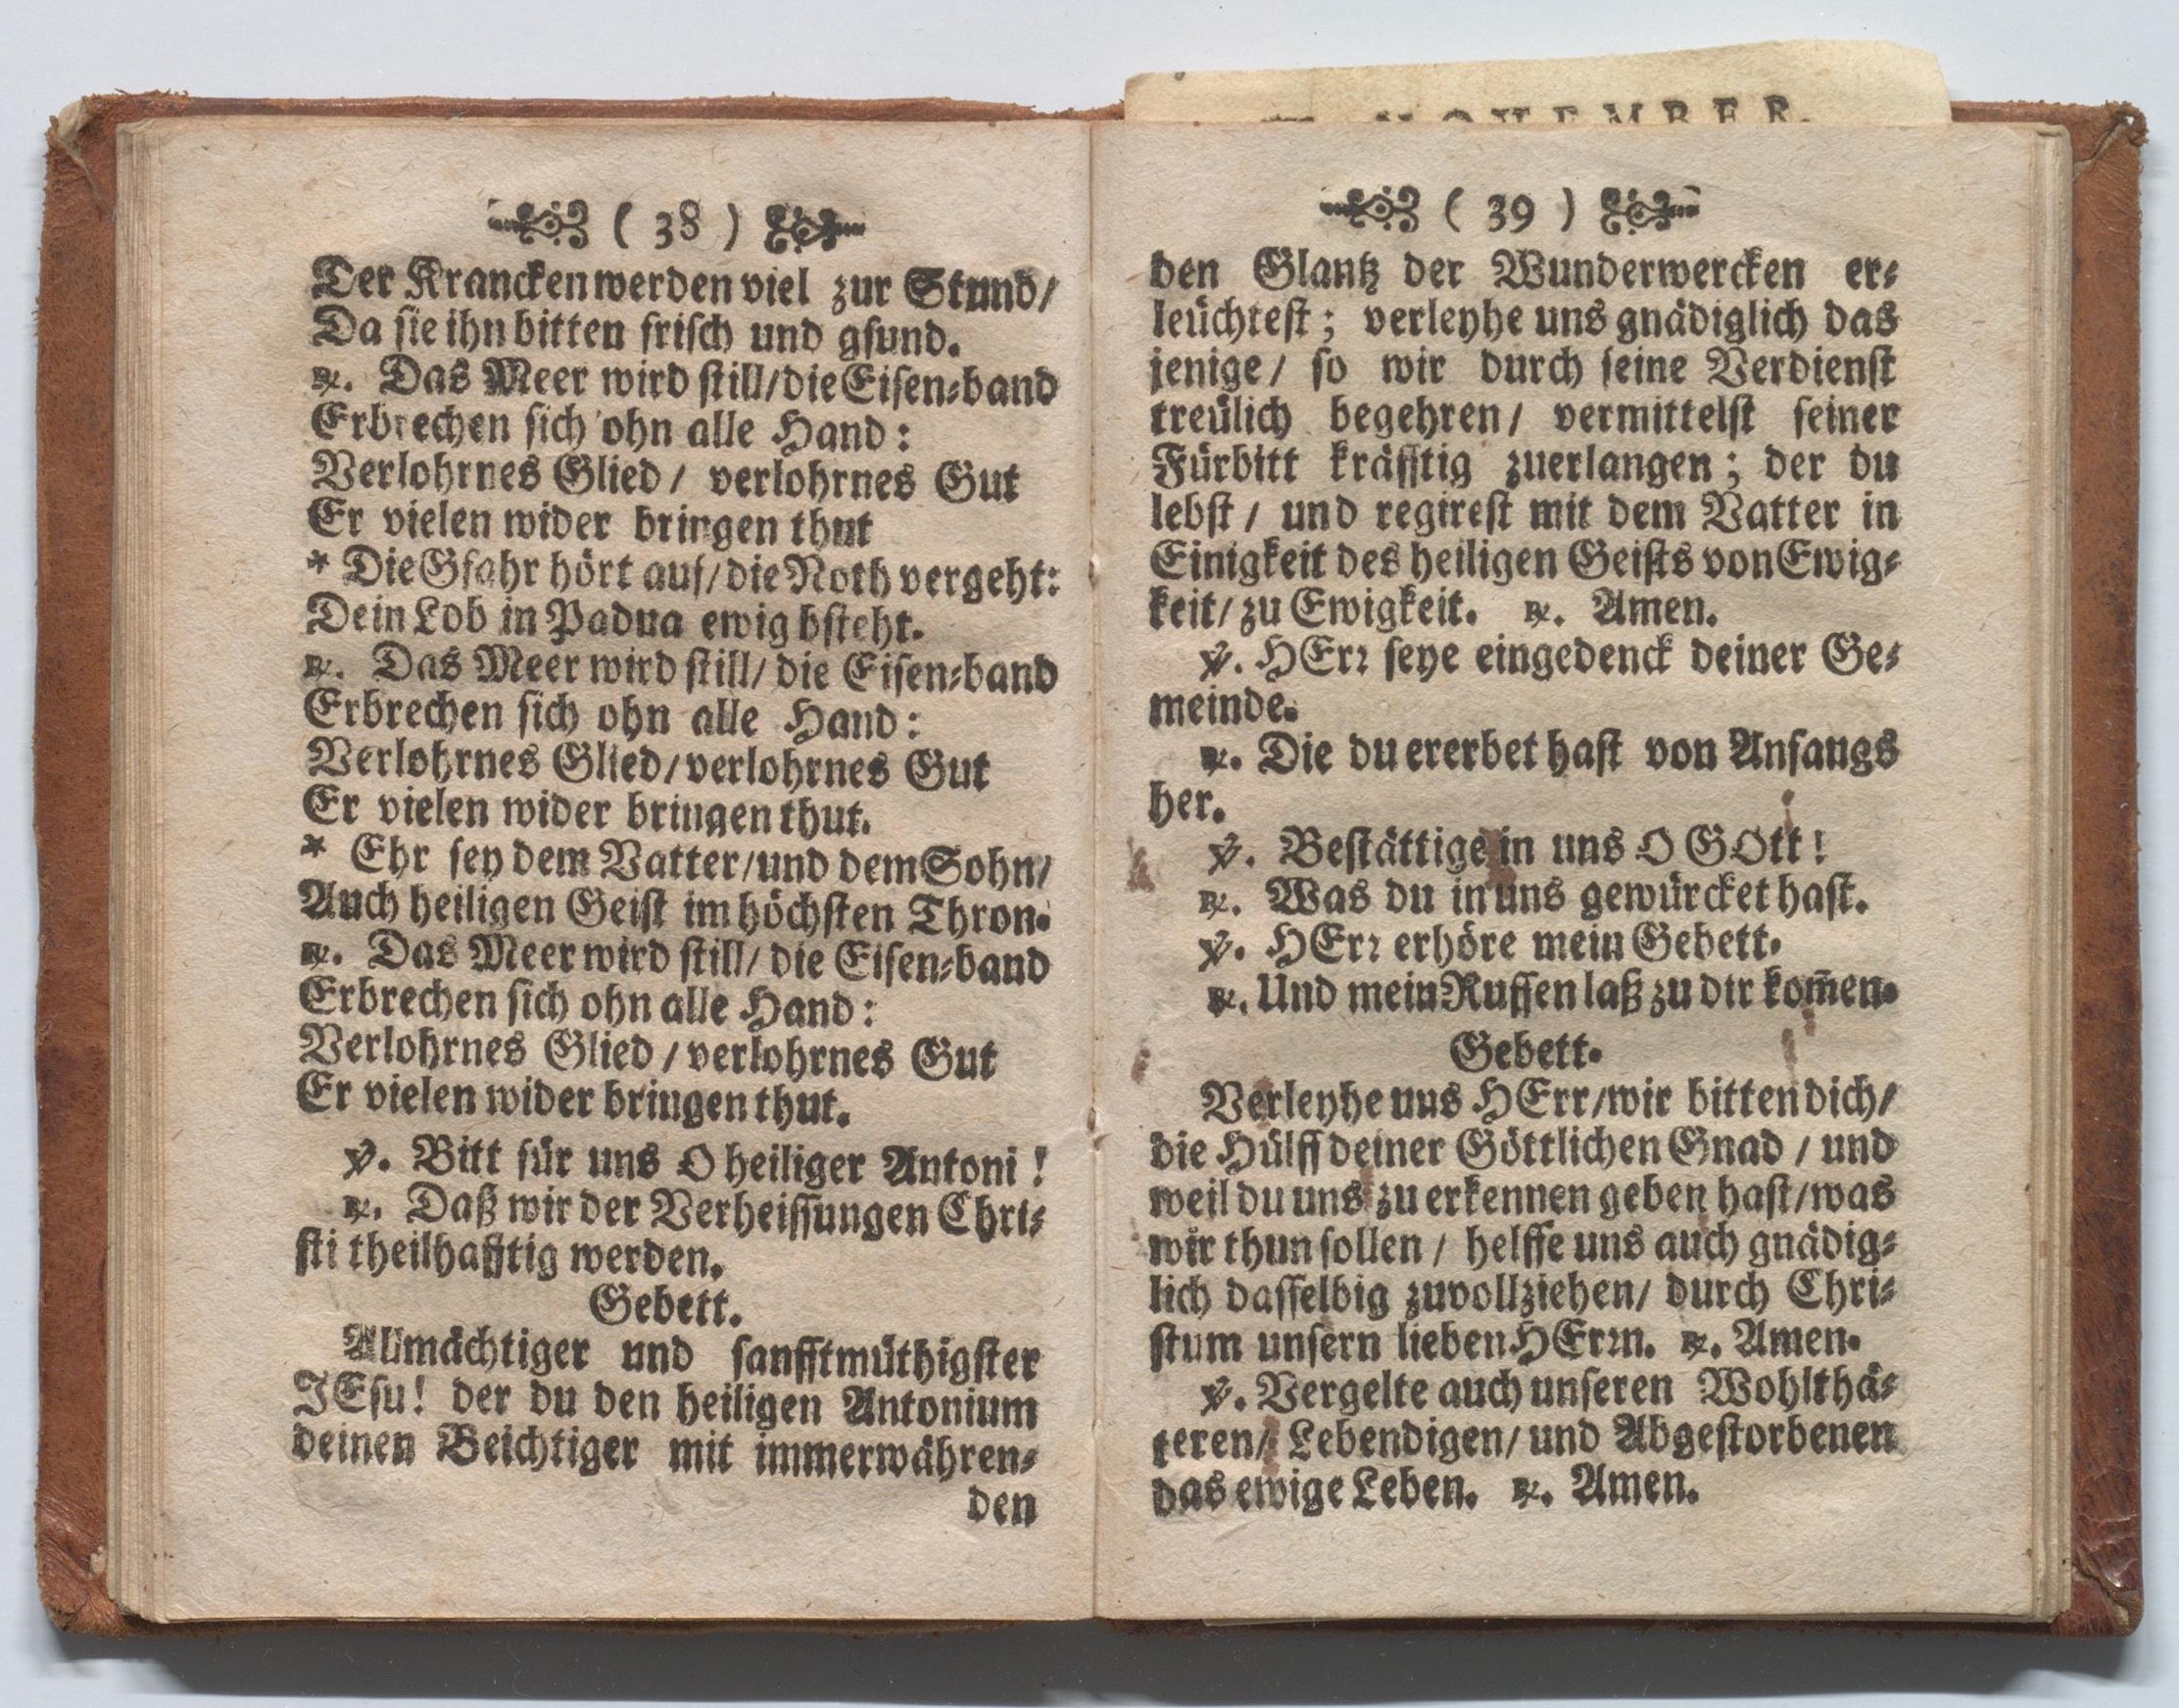 ( 38 )
Der Krancken werden viel zur Stund/
Da sie ihn bitten frisch und gsund.
℟. Das Meer wird still/die Eisen⸗band
Erbrechen sich ohn alle Hand:
Verlohrnes Glied/ verlohrnes Gut
Er vielen wider bringen thut
* Die Gfahr hört auf/die Noth vergeht:
Dein Lob in Padua ewig bsteht.
℟. Das Meer wird still/ die Eisen⸗band
Erbrechen sich ohn alle Hand:
Verlohrnes Glied/verlohrnes Gut
Er vielen wider bringen thut.
* Ehr sey dem Vatter/und dem Sohn/
Auch heiligen Geist im höchsten Thron.
℟. Das Meer wird still/ die Eisen⸗band
Erbrechen sich ohn alle Hand:
Verlohrnes Glied/verlohrnes Gut
Er vielen wider bringen thut.
℣. Bitt für uns O heiliger Antoni!
℟. Daß wir der Verheissungen Chri⸗
sti theilhafftig werden.
Gebett.
Allmächtiger und sanfftmüthigster
JEsu! der du den heiligen Antonium
deinen Beichtiger mit immerwähren⸗
den
NOVEMBER.
( 39 )
den Glantz der Wunderwercken er⸗
leüchtest; verleyhe uns gnädiglich das
jenige/ so wir durch seine Verdienst
treülich begehren/ vermittelst seiner
Fürbitt kräfftig zuerlangen; der du
lebst/ und regirest mit dem Vatter in
Einigkeit des heiligen Geists von Ewig⸗
keit/ zu Ewigkeit. ℟. Amen.
℣. HErr seye eingedenck deiner Ge⸗
meinde.
℟. Die du ererbet hast von Anfangs
her.
℣. Bestättige in uns O GOtt!
℟. Was du in uns gewürcket hast.
℣. HErr erhöre mein Gebett.
℟. Und mein Ruffen laß zu dir kom̄en.
Gebett.
Verleyhe uns HErr/wir bitten dich/
die Hülff deiner Göttlichen Gnad/ und
weil du uns zu erkennen geben hast/was
wir thun sollen/ helffe uns auch gnädig⸗
lich dasselbig zuvollziehen/ durch Chri⸗
stum unsern lieben HErrn. ℟. Amen.
℣. Vergelte auch unseren Wohlthä⸗
teren/ Lebendigen/ und Abgestorbenen
das ewige Leben. ℟. Amen.